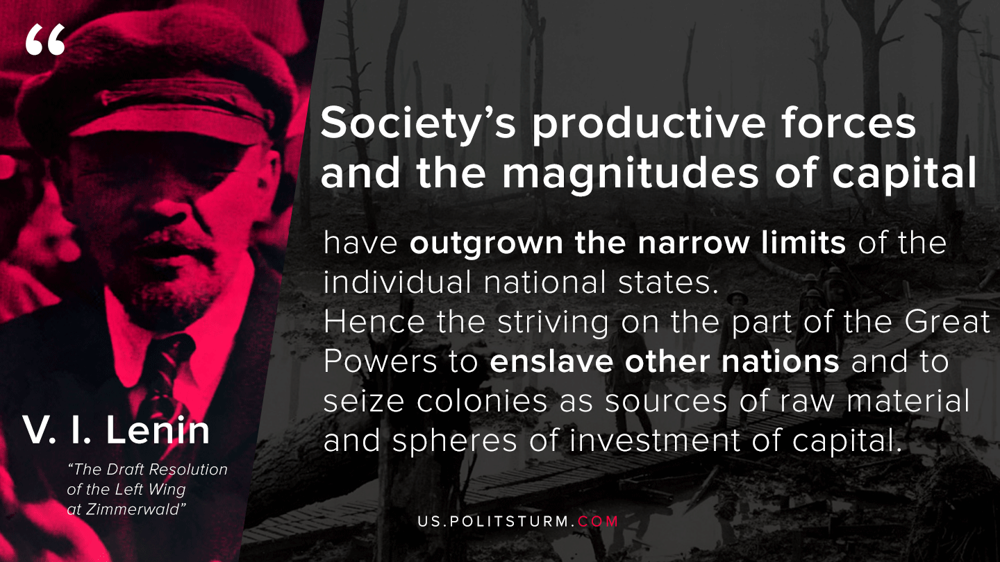 “
Society’s productive forces
and the magnitudes of capital
have outgrown the narrow limits of the
individual national states.
Hence the striving on the part of the Great
Powers to enslave other nations and to
seize colonies as sources of raw material
and spheres of investment of capital.
V. I. Lenin
“The Draft Resolution
of the Left Wing
at Zimmerwald”
US.POLITSTURM.COM